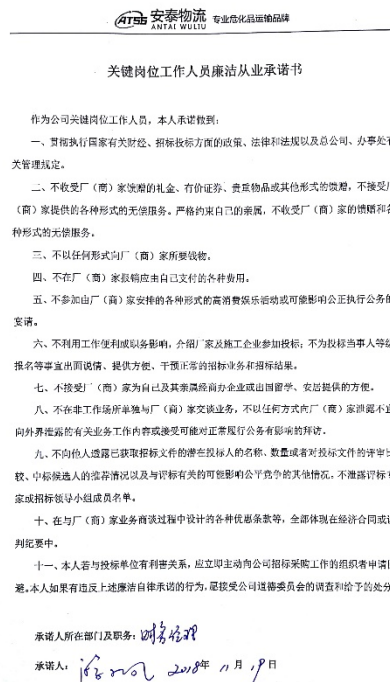 ATSG 安泰物流 专业危化品运输品牌
ANTAI WULIU
关键岗位工作人员廉洁从业承诺书
作为公司关键岗位工作人员，本人承诺做到：
一、贯彻执行国家有关财经、招标投标方面的政策、法律和法规以及总公司、办事处有
关管理规定。
二、不收受厂（商）家馈赠的礼金、有价证券、贵重物品或其他形式的馈赠，不接受厂
（商）家提供的各种形式的无偿服务。严格约束自己的亲属，不收受厂（商）家的馈赠和各
种形式的无偿服务。
三、不以任何形式向厂（商）家所要钱物。
四、不在厂（商）家报销应由自己支付的各种费用。
五、不参加由厂（商）家安排的各种形式的高消费娱乐活动或可能影响公正执行公务的
宴请。
六、不利用工作便利或职务影响，介绍厂家及施工企业参加投标；不为投标当事人等级
报名等事宜出面说情、提供方便、干预正常的招标业务和招标结果。
七、不接受厂（商）家为自己及其亲属经商办企业或出国留学、安居提供的方便。
八、不在非工作场所单独与厂（商）家交谈业务，不以任何方式向厂（商）家泄露不宜
向外界泄露的有关业务工作内容或接受可能对正常履行公务有影响的拜访。
九、不向他人透露已获取招标文件的潜在投标人的名称、数量或者对投标文件的评审比
较、中标候选人的推荐情况以及与评标有关的可能影响公平竞争的其他情况，不泄露评标专
家或招标领导小组成员名单。
十、在与厂（商）家业务商谈过程中设计的各种优惠条款等，全部体现在经济合同或谈
判纪要中。
十一、本人若与投标单位有利害关系，应立即主动向公司招标采购工作的组织者申请回
避。本人如果有违反上述廉洁自律承诺的行为，愿接受公司道德委员会的调查和给予的处分
承诺人所在部门及职务：财务经理
承诺人： 2018年 11月 19日